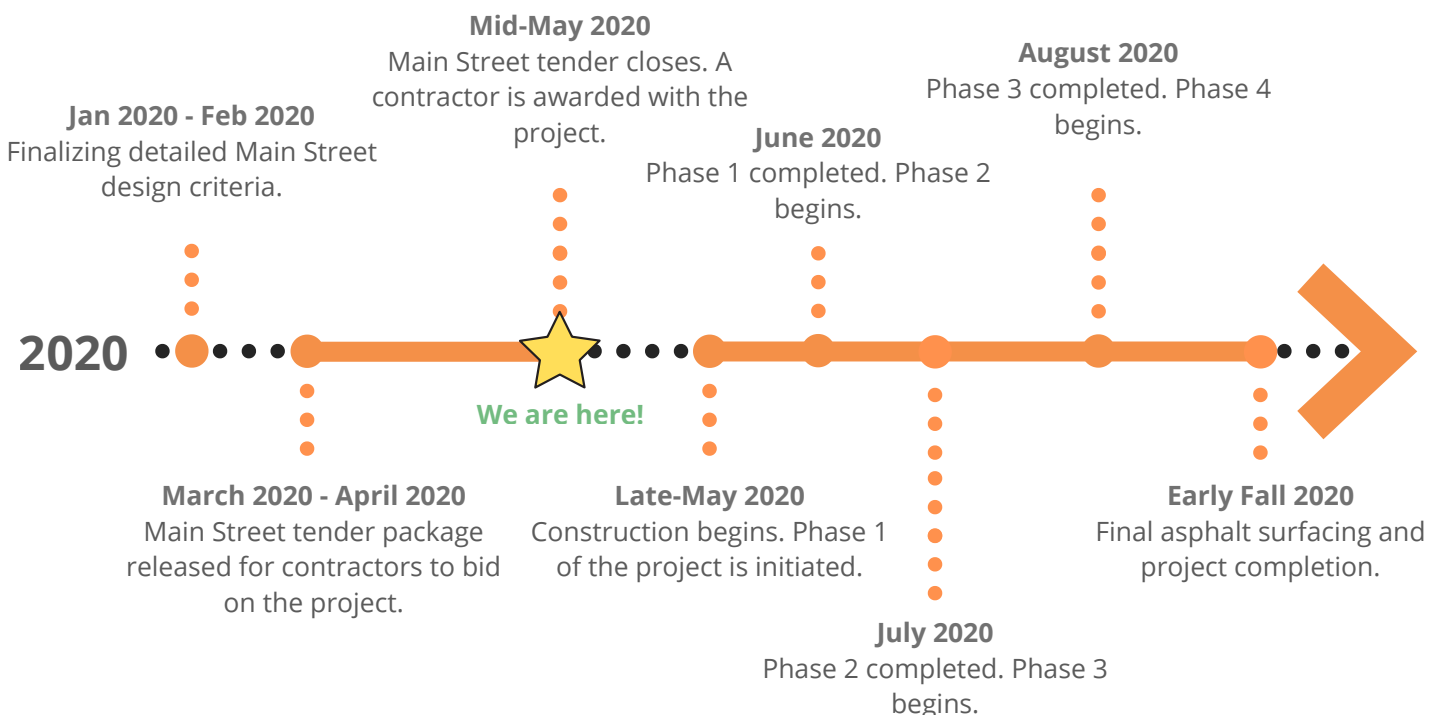 Mid-May 2020
Main Street tender closes. A
contractor is awarded with the
project.
August 2020
Phase 3 completed. Phase 4
begins.
Jan 2020 - Feb 2020
Finalizing detailed Main Street
design criteria.
June 2020
Phase 1 completed. Phase 2
begins.
2020
We are here!
March 2020 - April 2020
Main Street tender package
released for contractors to bid
on the project.
Late-May 2020
Construction begins. Phase 1
of the project is initiated.
Early Fall 2020
Final asphalt surfacing and
project completion.
July 2020
Phase 2 completed. Phase 3
begins.